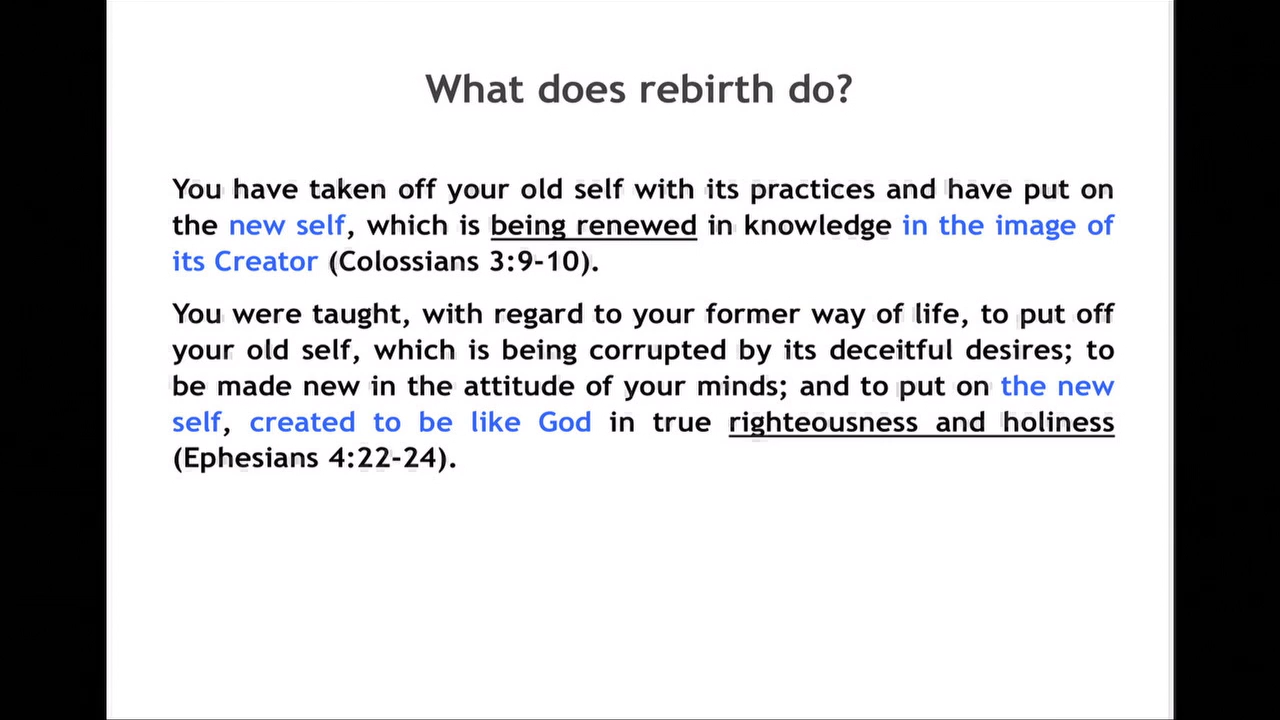 What does rebirth do?
You have taken off your old self with its practices and have put on
the new self, which is being renewed in knowledge in the image of
its Creator (Colossians 3:9-10).
You were taught, with regard to your former way of life, to put off
your old self, which is being corrupted by its deceitful desires; to
be made new in the attitude of your minds; and to put on the new
self, created to be like God in true righteousness and holiness
(Ephesians 4:22-24).